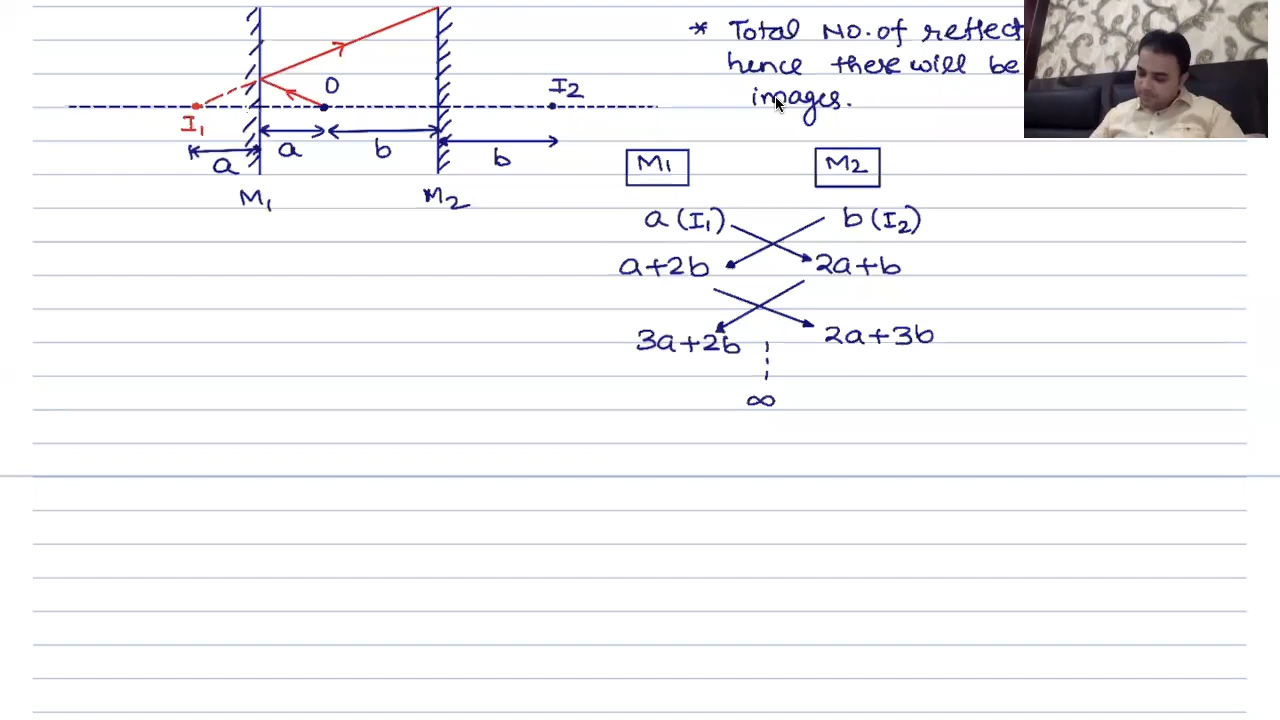 * Total No. of reflect
hence there will be
images.
O
I2
I1
a
a
b
b
M1
M2
M1
M2
a (I1)
b (I2)
a+2b
2a+b
3a+2b
2a+3b
∞